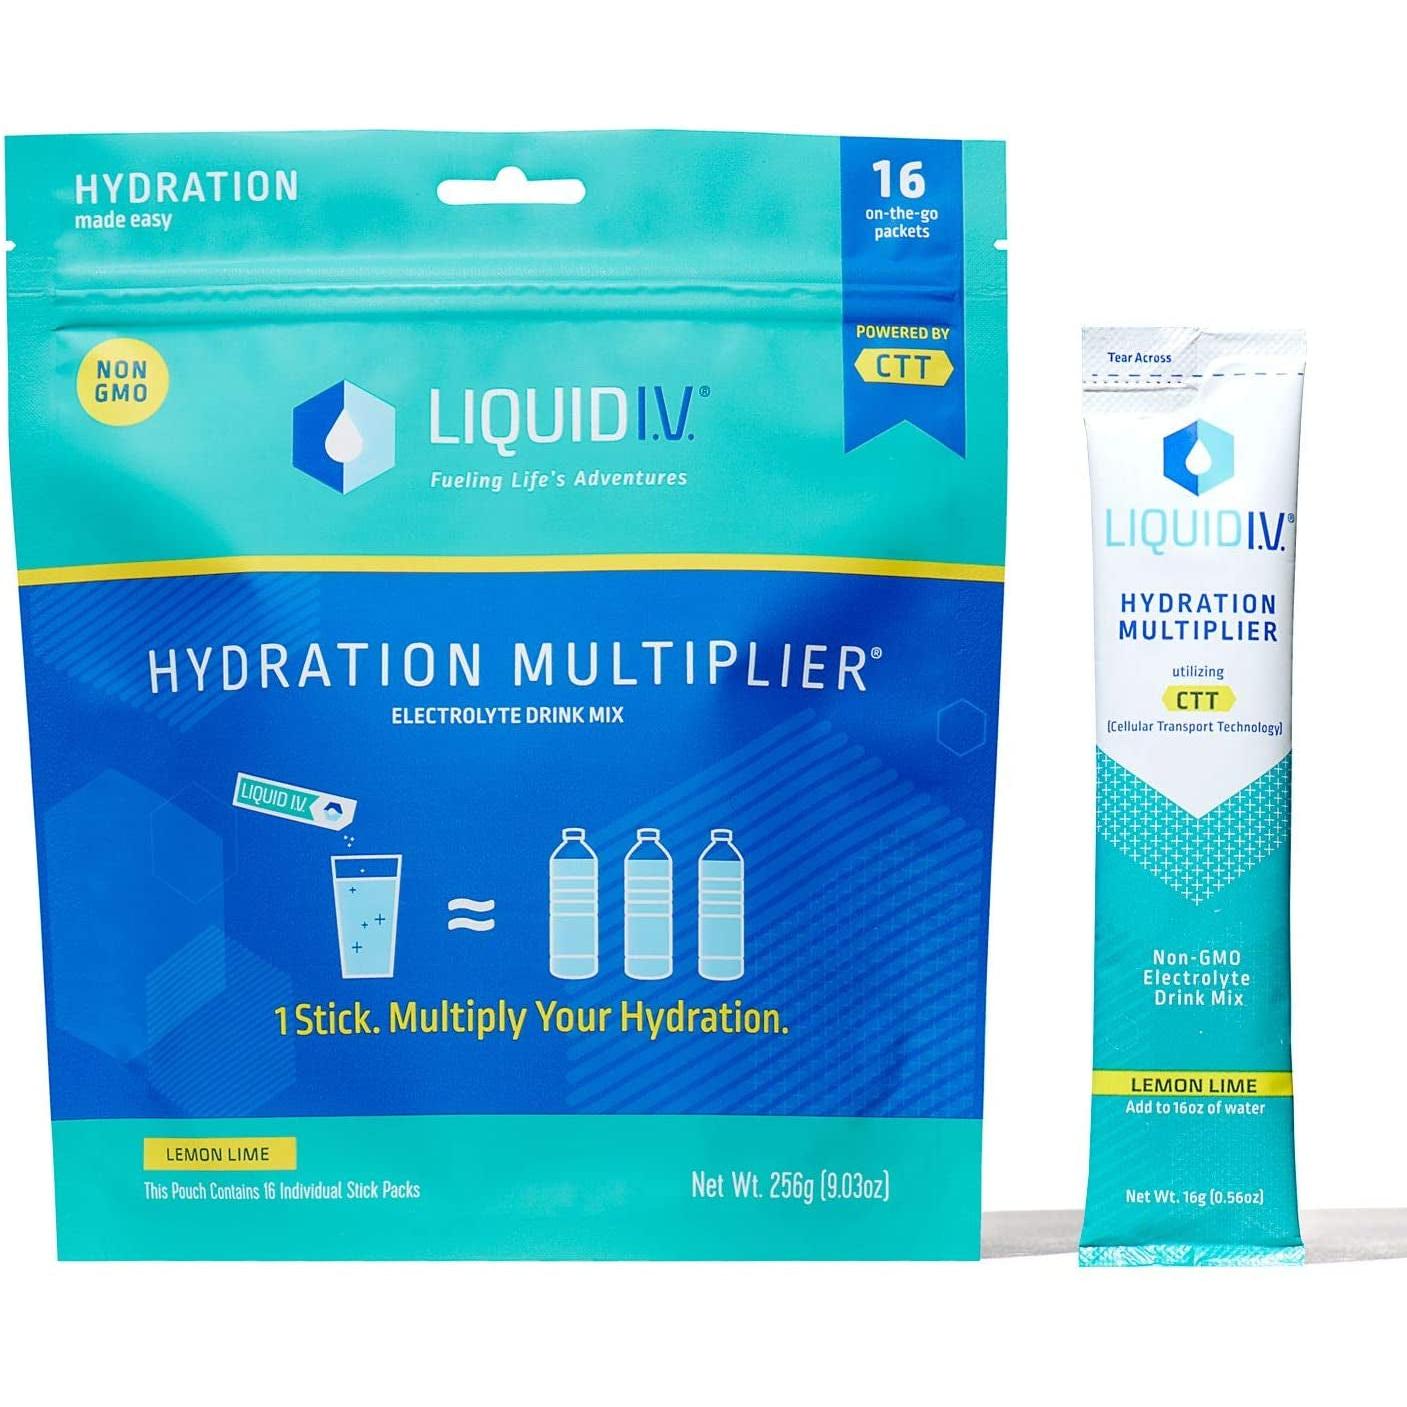 HYDRATION
made easy
16
on-the-go
packets
POWERED BY
CTT
NON
GMO
LIQUID I.V.®
Fueling Life's Adventures
HYDRATION MULTIPLIER®
ELECTROLYTE DRINK MIX
LIQUID I.V.
≈
1 Stick. Multiply Your Hydration.
LEMON LIME
This Pouch Contains 16 Individual Stick Packs
Net Wt. 256g (9.03oz)
Tear Across
LIQUID I.V.®
HYDRATION
MULTIPLIER
utilizing
CTT
(Cellular Transport Technology)
Non-GMO
Electrolyte
Drink Mix
LEMON LIME
Add to 16oz of water
Net Wt. 16g (0.56oz)